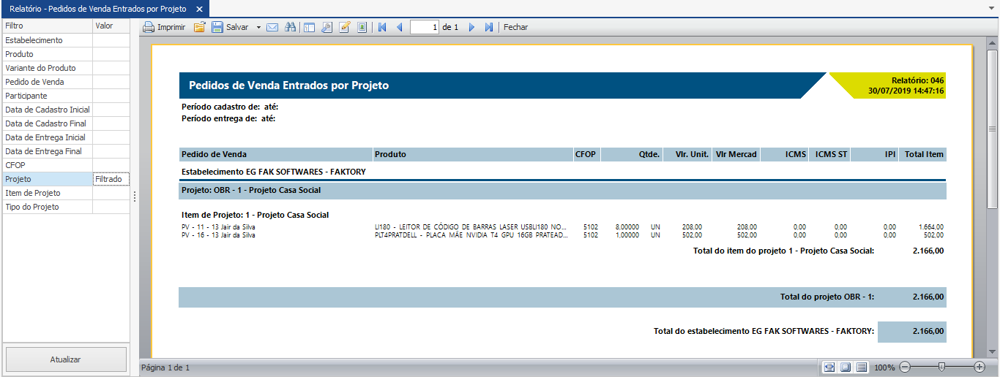 Relatório - Pedidos de Venda Entrados por Projeto
Filtro Valor
Estabelecimento
Produto
Variante do Produto
Pedido de Venda
Participante
Data de Cadastro Inicial
Data de Cadastro Final
Data de Entrega Inicial
Data de Entrega Final
CFOP
Projeto Filtrado
Item de Projeto
Tipo do Projeto
Atualizar
Imprimir Salvar 1 de 1 Fechar
Pedidos de Venda Entrados por Projeto
Relatório: 046
30/07/2019 14:47:16
Período cadastro de: até:
Período entrega de: até:
Pedido de Venda Produto CFOP Qtde. Vlr. Unit. Vlr Mercad ICMS ICMS ST IPI Total Item
Estabelecimento EG FAK SOFTWARES - FAKTORY
Projeto: OBR - 1 - Projeto Casa Social
Item de Projeto: 1 - Projeto Casa Social
PV - 11 - 13 Jair da Silva LI180 - LEITOR DE CÓDIGO DE BARRAS LASER USBLI180 NO... 5102 8,00000 UN 208,00 208,00 0,00 0,00 0,00 1.664,00
PV - 16 - 13 Jair da Silva PLT4PRATDELL - PLACA MÃE NVIDIA T4 GPU 16GB PRATEAD... 5102 1,00000 UN 502,00 502,00 0,00 0,00 0,00 502,00
Total do item do projeto 1 - Projeto Casa Social: 2.166,00
Total do projeto OBR - 1: 2.166,00
Total do estabelecimento EG FAK SOFTWARES - FAKTORY: 2.166,00
Página 1 de 1 100%